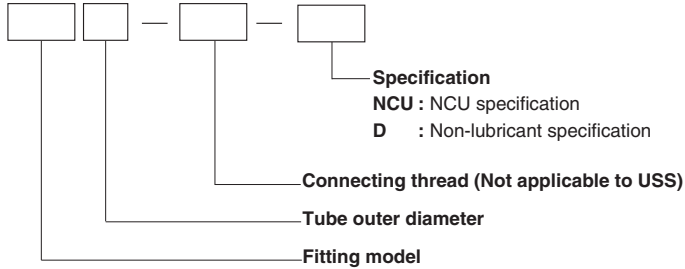 Specification
NCU : NCU specification
D : Non-lubricant specification
Connecting thread (Not applicable to USS)
Tube outer diameter
Fitting model